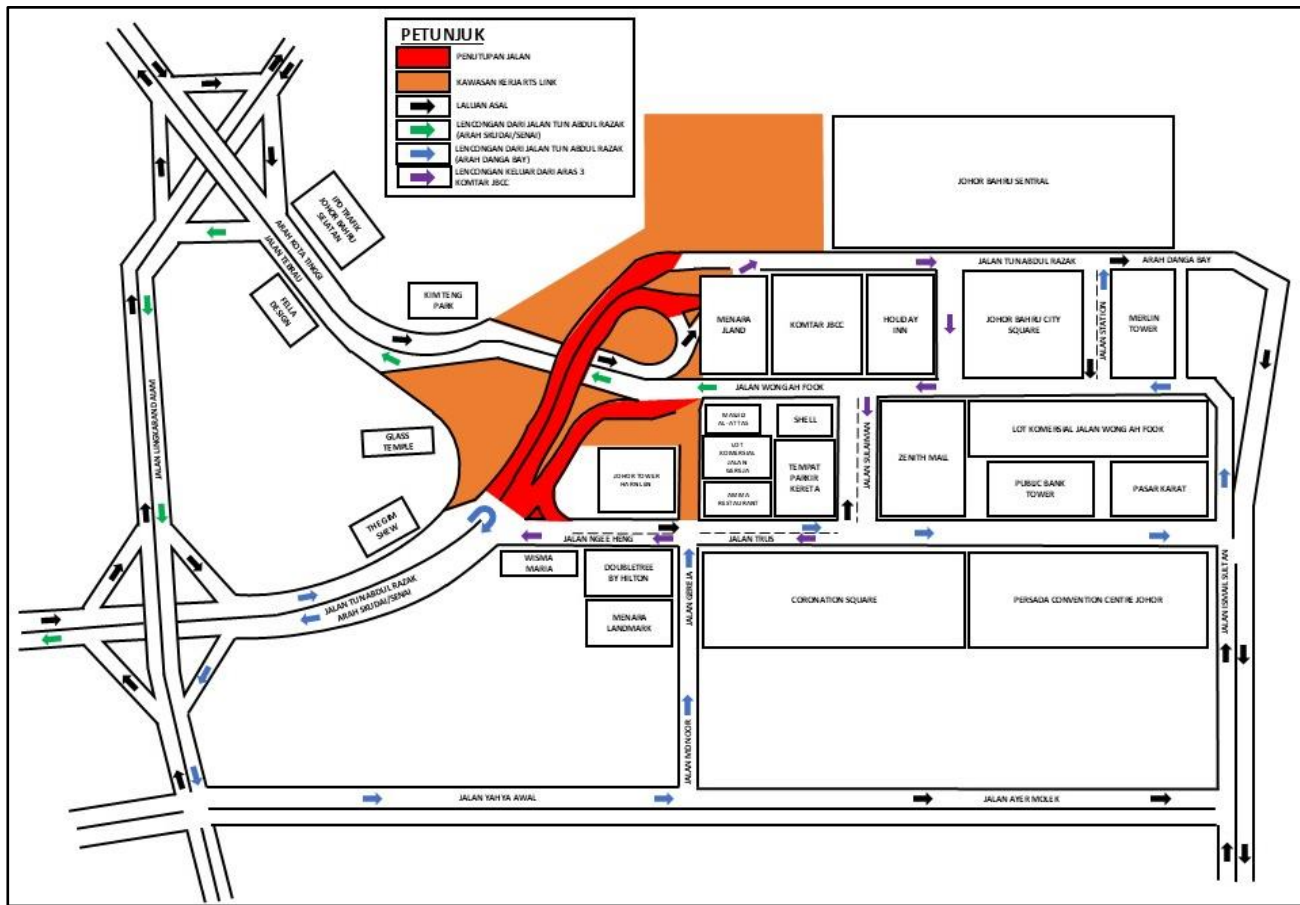 PETUNJUK
PENUTUPAN JALAN
KAWASAN KERJA RTS LINK
LALUAN ASAL
LENCONGAN DARI JALAN TUN ABDUL RAZAK
(ARAH SKUDAI/SENAI)
LENCONGAN DARI JALAN TUN ABDUL RAZAK
(ARAH DANGA BAY)
LENCONGAN KELUAR DARI ARAS 3
KOMTAR JBCC
JOHOR BAHRU SENTRAL
IPD TRAFIK
JOHOR BAHRU
SELATAN
ARAH KOTA TINGGI
JALAN TEBRAU
FELLA
DESIGN
KIM TENG
PARK
JALAN TUN ABDUL RAZAK
ARAH DANGA BAY
MENARA
JLAND
KOMTAR JBCC
HOLIDAY
INN
JOHOR BAHRU CITY
SQUARE
JALAN STATION
MERLIN
TOWER
JALAN WONG AH FOOK
MASJID
AL-ATTAS
SHELL
LOT
KOMERSIAL
JALAN
GEREJA
TEMPAT
PARKIR
KERETA
AMMA
RESTAURANT
JALAN SULAIMAN
ZENITH MALL
LOT KOMERSIAL JALAN WONG AH FOOK
PUBLIC BANK
TOWER
PASAR KARAT
JALAN LINGKARAN DALAM
GLASS
TEMPLE
JOHOR TOWER
HARNLEN
THE GIM
SHEW
JALAN NGEE HENG
JALAN TRUS
WISMA
MARIA
DOUBLETREE
BY HILTON
MENARA
LANDMARK
JALAN GEREJA
CORONATION SQUARE
PERSADA CONVENTION CENTRE JOHOR
JALAN ISMAIL SULTAN
JALAN TUN ABDUL RAZAK
ARAH SKUDAI/SENAI
JALAN MD NOOR
JALAN YAHYA AWAL
JALAN AYER MOLEK